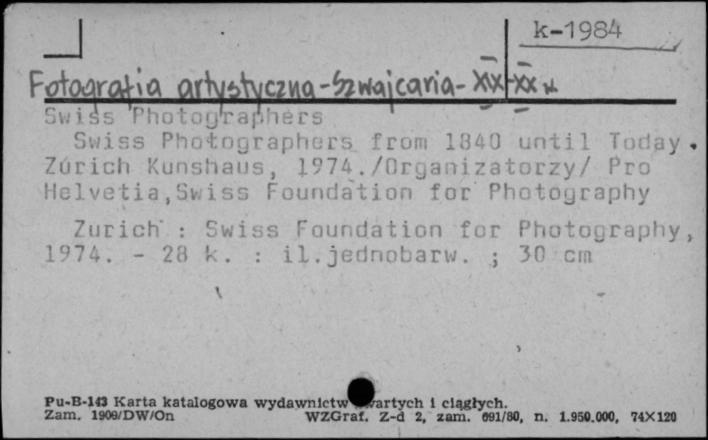 k-1984
Fotografia artystyczna-Szwajcaria-XIX-XX w
Swiss Photographers
Swiss Photographers from 1840 until Today.
Zürich Kunshaus, 1974./Organizatorzy/ Pro
Helvetia,Swiss Foundation for Photography
Zurich : Swiss Foundation for Photography,
1974. - 28 k. : il.jednobarw. ; 30 cm
Pu-B-143 Karta katalogowa wydawnictw wartych i ciągłych.
Zam. 1909/DW/On WZGraf. Z-d 2, zam. 691/80, n. 1.950.000, 74X120